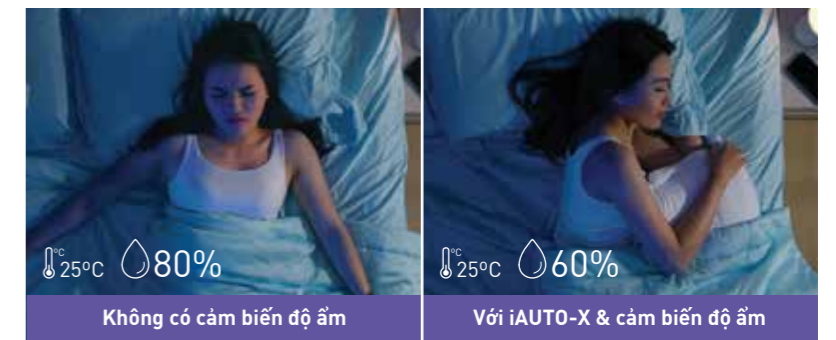 °C
25°C 80%
°C
25°C 60%
Không có cảm biến độ ẩm
Với iAUTO-X & cảm biến độ ẩm